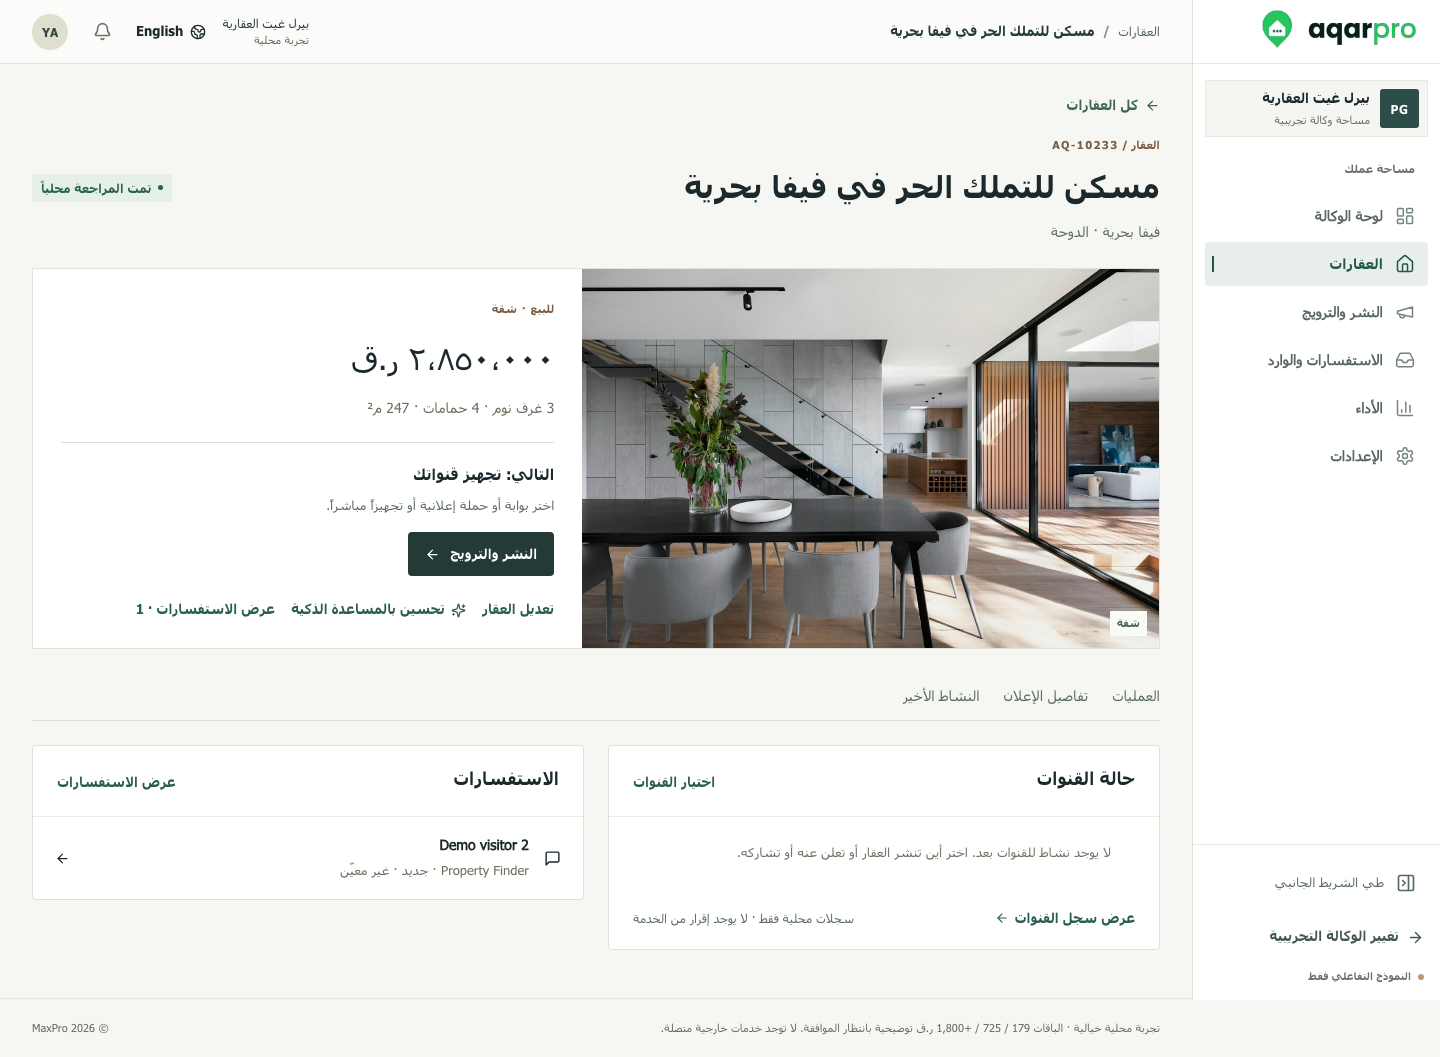 aqarpro
PG
بيرل غيت العقارية
مساحة وكالة تجريبية
مساحة عملك
لوحة الوكالة
العقارات
النشر والترويج
الاستفسارات والوارد
الأداء
الإعدادات
طي الشريط الجانبي
تغيير الوكالة التجريبية
النموذج التفاعلي فقط
العقارات / مسكن للتملك الحر في فيفا بحرية
بيرل غيت العقارية
تجربة محلية
English
YA
كل العقارات
العقار / AQ-10233
مسكن للتملك الحر في فيفا بحرية
تمت المراجعة محلياً
فيفا بحرية · الدوحة
شقة
للبيع · شقة
٢،٨٥٠،٠٠٠ ر.ق
3 غرف نوم · 4 حمامات · 247 م²
التالي: تجهيز قنواتك
اختر بوابة أو حملة إعلانية أو تجهيزاً مباشراً.
النشر والترويج
تعديل العقار
تحسين بالمساعدة الذكية
عرض الاستفسارات · 1
العمليات
تفاصيل الإعلان
النشاط الأخير
حالة القنوات
اختيار القنوات
لا يوجد نشاط للقنوات بعد. اختر أين تنشر العقار أو تعلن عنه أو تشاركه.
عرض سجل القنوات
سجلات محلية فقط · لا يوجد إقرار من الخدمة
الاستفسارات
عرض الاستفسارات
Demo visitor 2
Property Finder · جديد · غير معيّن
تجربة محلية خيالية · الباقات 179 / 725 / +1,800 ر.ق توضيحية بانتظار الموافقة. لا توجد خدمات خارجية متصلة.
© MaxPro 2026